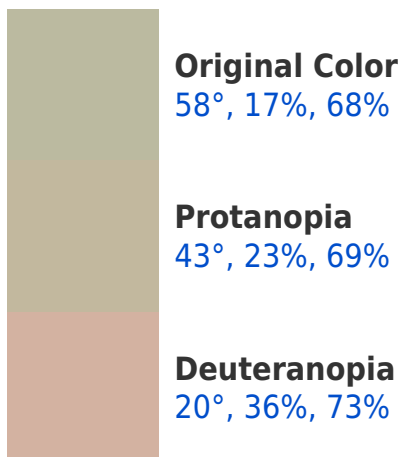 Original Color
58°, 17%, 68%
Protanopia
43°, 23%, 69%
Deuteranopia
20°, 36%, 73%